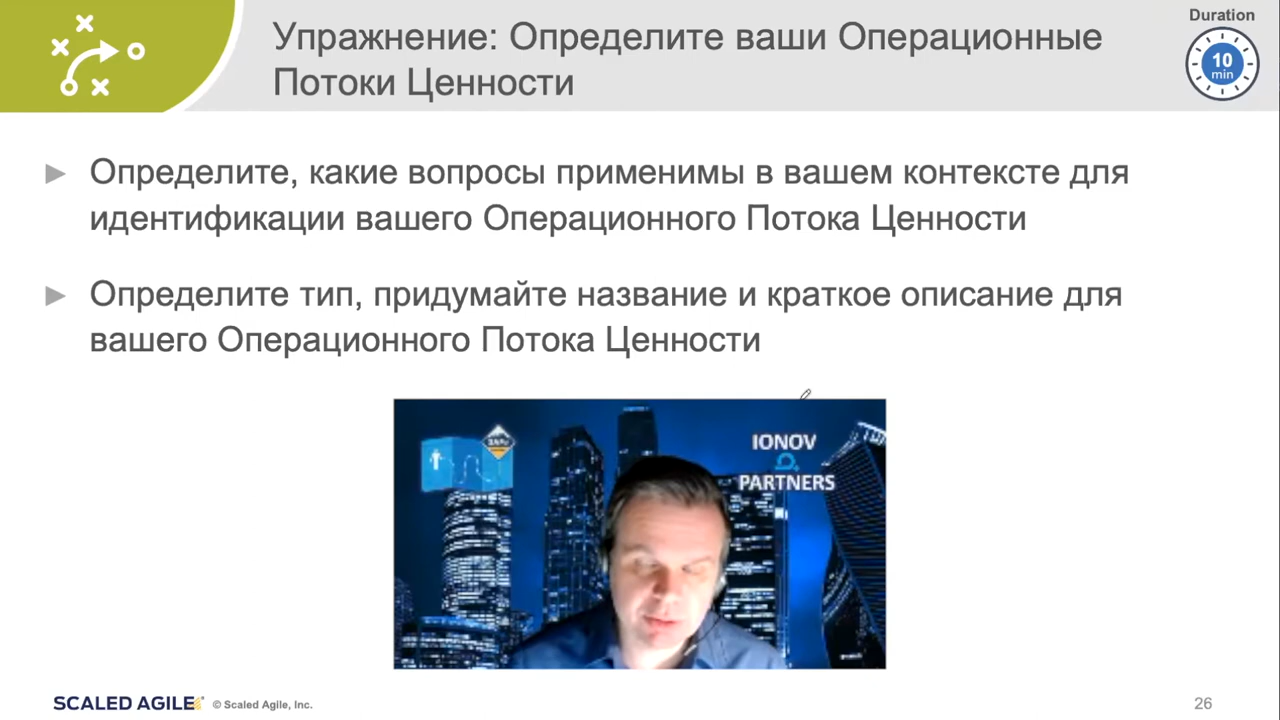 Duration
10
min
Упражнение: Определите ваши Операционные
Потоки Ценности
Определите, какие вопросы применимы в вашем контексте для
идентификации вашего Операционного Потока Ценности
Определите тип, придумайте название и краткое описание для
вашего Операционного Потока Ценности
IONOV
PARTNERS
SCALED AGILE
© Scaled Agile, Inc.
26